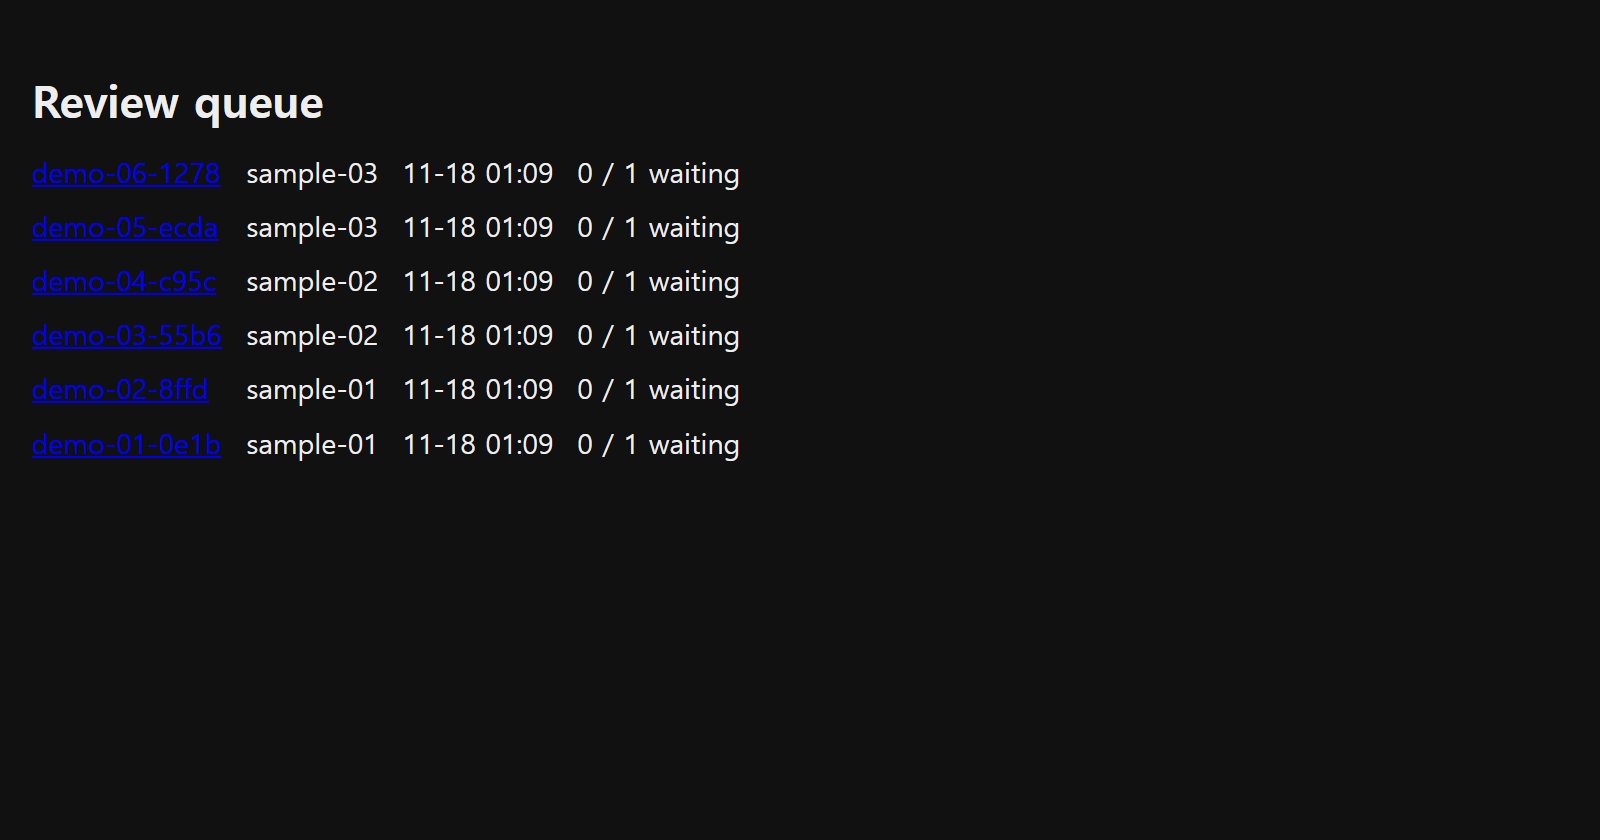 Review queue
demo-06-1278 sample-03 11-18 01:09 0 / 1 waiting
demo-05-ecda sample-03 11-18 01:09 0 / 1 waiting
demo-04-c95c sample-02 11-18 01:09 0 / 1 waiting
demo-03-55b6 sample-02 11-18 01:09 0 / 1 waiting
demo-02-8ffd sample-01 11-18 01:09 0 / 1 waiting
demo-01-0e1b sample-01 11-18 01:09 0 / 1 waiting